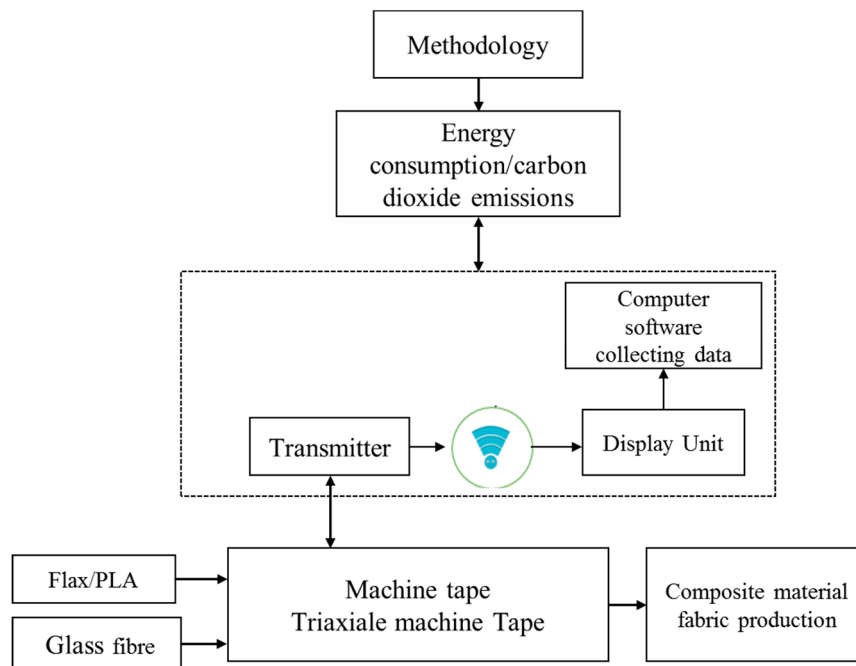 Methodology
Energy
consumption/carbon
dioxide emissions
Computer
software
collecting data
Transmitter
Display Unit
Flax/PLA
Glass fibre
Machine tape
Triaxiale machine Tape
Composite material
fabric production